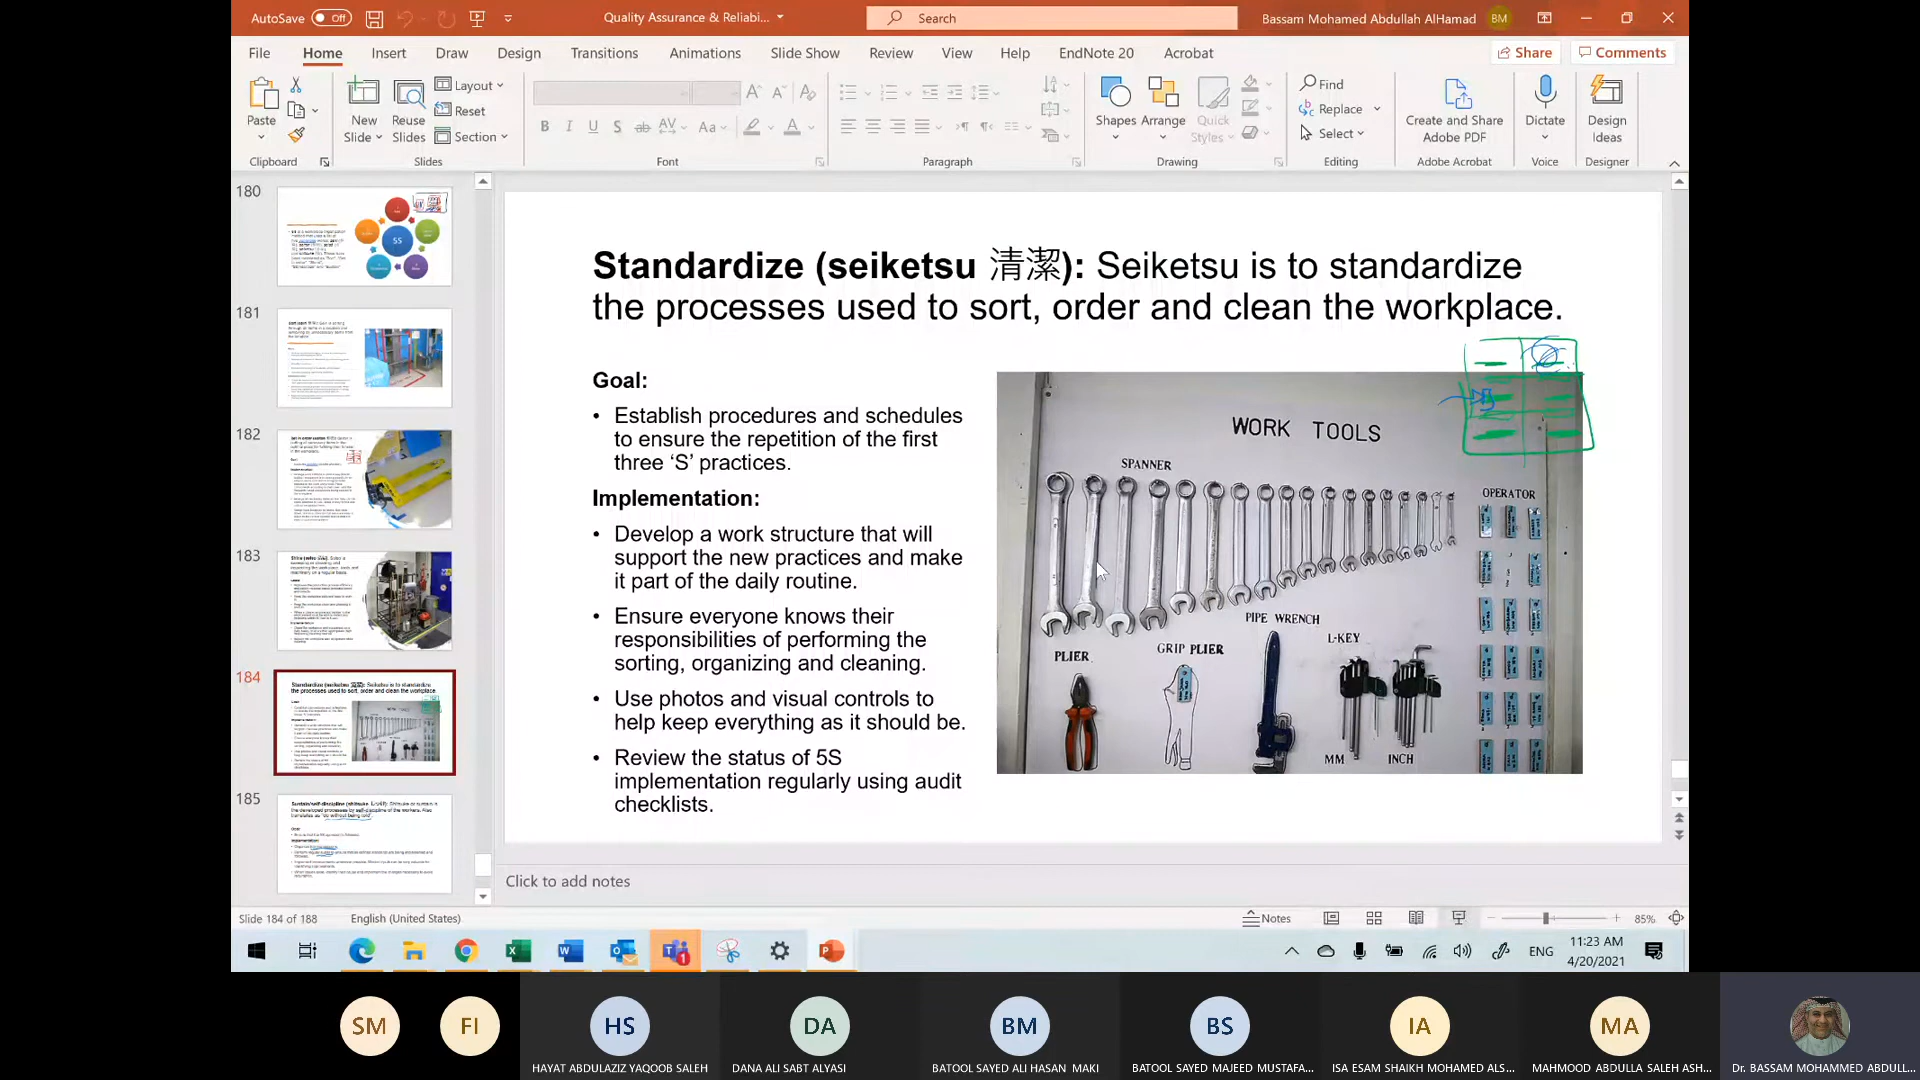 AutoSave Off Quality Assurance & Reliabi... Search Bassam Mohamed Abdullah AlHamad BM
File Home Insert Draw Design Transitions Animations Slide Show Review View Help EndNote 20 Acrobat Share Comments
Paste New Slide Reuse Slides Layout Reset Section
Shapes Arrange Quick Styles Find Replace Select Create and Share Adobe PDF Dictate Design Ideas
Clipboard Slides Font Paragraph Drawing Editing Adobe Acrobat Voice Designer
180
181
182
183
184
185
Standardize (seiketsu 清潔): Seiketsu is to standardize
the processes used to sort, order and clean the workplace.
Goal:
• Establish procedures and schedules
to ensure the repetition of the first
three ‘S’ practices.
Implementation:
• Develop a work structure that will
support the new practices and make
it part of the daily routine.
• Ensure everyone knows their
responsibilities of performing the
sorting, organizing and cleaning.
• Use photos and visual controls to
help keep everything as it should be.
• Review the status of 5S
implementation regularly using audit
checklists.
WORK TOOLS
SPANNER
OPERATOR
PIPE WRENCH
L-KEY
PLIER
GRIP PLIER
MM
INCH
Click to add notes
Slide 184 of 188 English (United States) Notes 85%
ENG 11:23 AM
4/20/2021
SM FI HS DA BM BS IA MA
HAYAT ABDULAZIZ YAQOOB SALEH DANA ALI SABT ALYASI BATOOL SAYED ALI HASAN MAKI BATOOL SAYED MAJEED MUSTAFA... ISA ESAM SHAIKH MOHAMED ALS... MAHMOOD ABDULLA SALEH ASH... Dr. BASSAM MOHAMMED ABDULL...